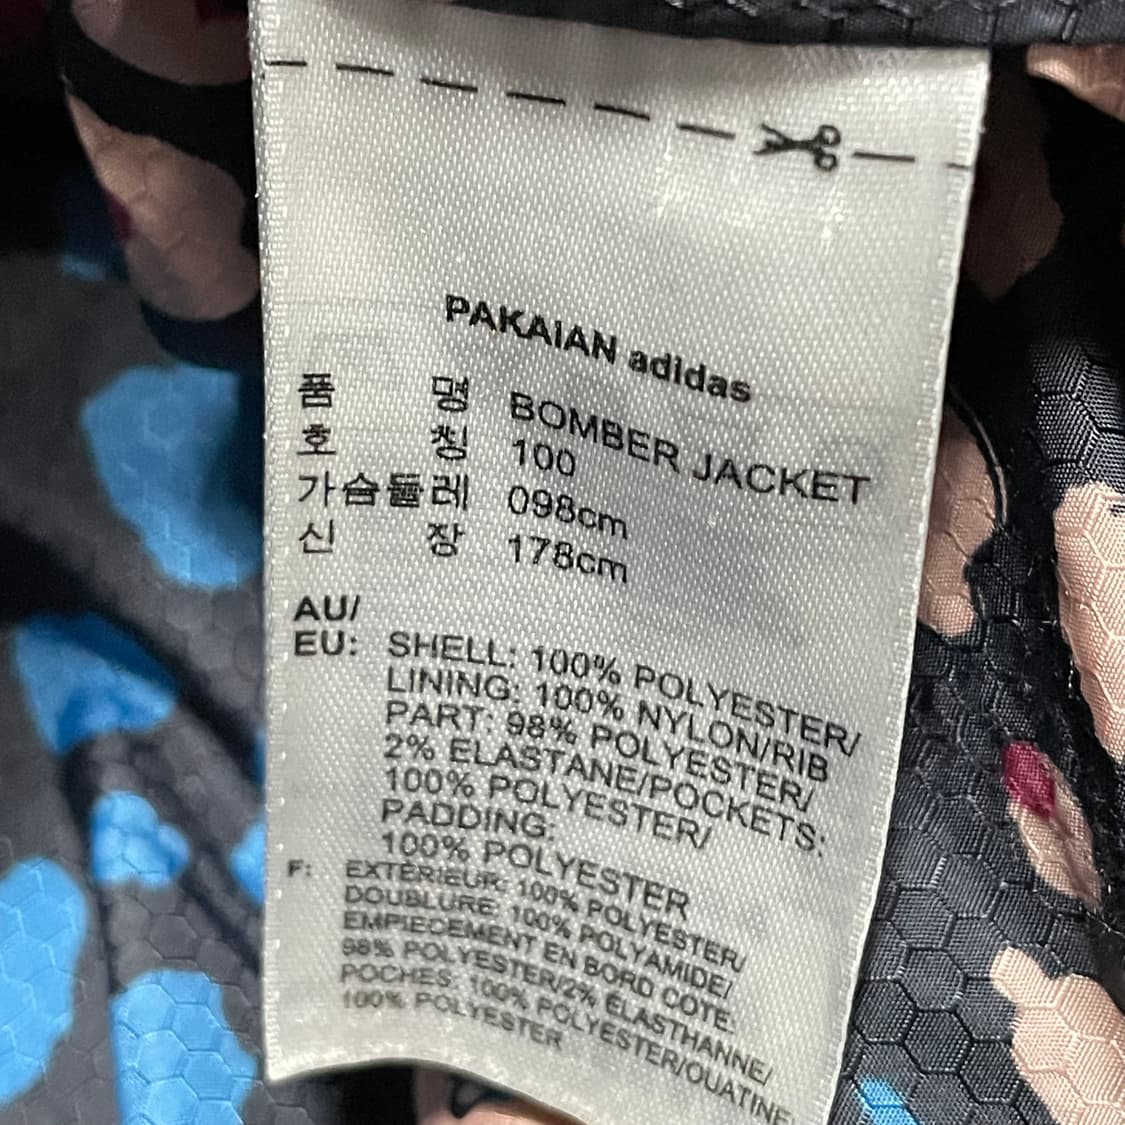 PAKAIAN adidas
품 명 BOMBER JACKET
호 칭 100
가슴둘레 098cm
신 장 178cm
AU/
EU: SHELL: 100% POLYESTER/
LINING: 100% NYLON/RIB
PART: 98% POLYESTER/
2% ELASTANE/POCKETS:
100% POLYESTER/
PADDING:
100% POLYESTER
F: EXTÉRIEUR: 100% POLYESTER/
DOUBLURE: 100% POLYAMIDE/
EMPIECEMENT EN BORD COTE:
98% POLYESTER/2% ÉLASTHANNE/
POCHES: 100% POLYESTER/OUATINE:
100% POLYESTER